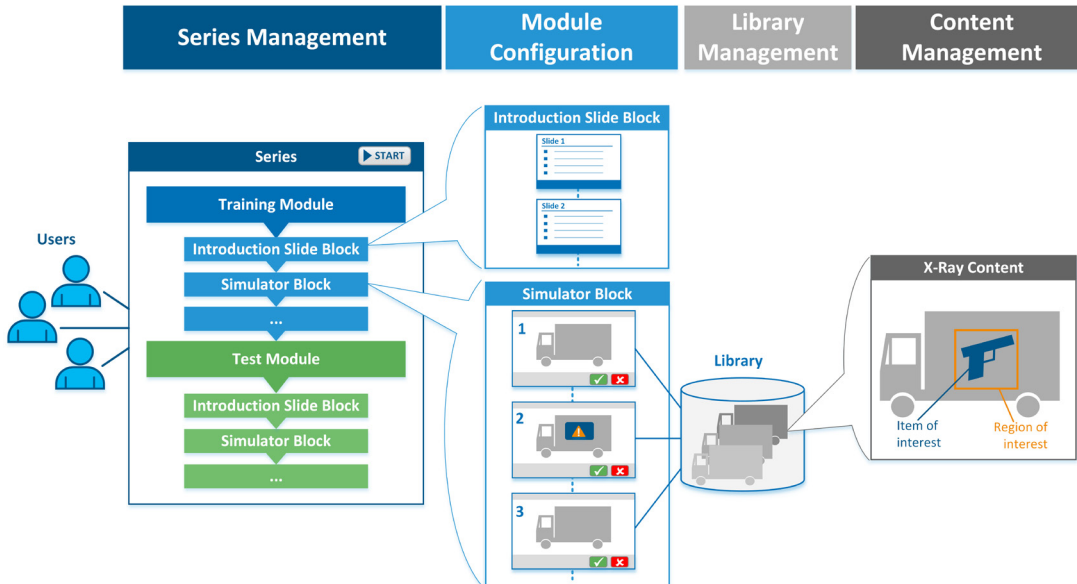 Series Management
Module
Configuration
Library
Management
Content
Management
Users
Series
START
Training Module
Introduction Slide Block
Simulator Block
...
Test Module
Introduction Slide Block
Simulator Block
...
Introduction Slide Block
Slide 1
Slide 2
Simulator Block
1
2
3
Library
X-Ray Content
Item of
interest
Region of
interest